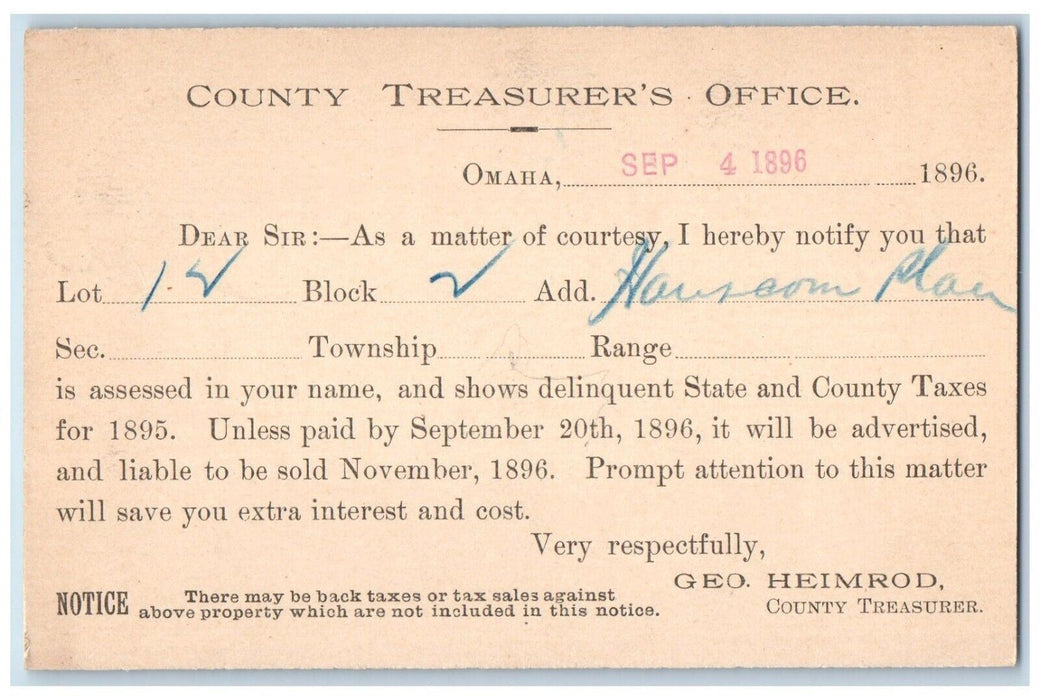 COUNTY TREASURER'S OFFICE.
OMAHA, SEP 4 1896 1896.
DEAR SIR:—As a matter of courtesy, I hereby notify you that
Lot 12 Block 2 Add. Hanscom Place
Sec. Township Range
is assessed in your name, and shows delinquent State and County Taxes
for 1895. Unless paid by September 20th, 1896, it will be advertised,
and liable to be sold November, 1896. Prompt attention to this matter
will save you extra interest and cost.
Very respectfully,
GEO. HEIMROD,
COUNTY TREASURER.
NOTICE There may be back taxes or tax sales against
above property which are not included in this notice.